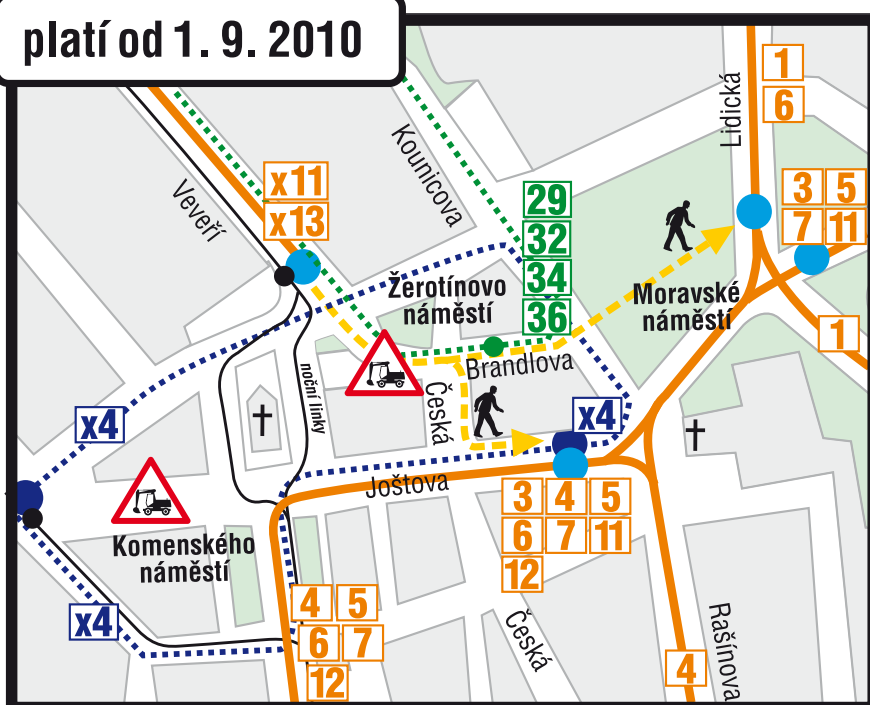 platí od 1. 9. 2010
Lidická
1
6
Kounicova
Veveří
x11
x13
29
32
34
36
3 5
7 11
Žerotínovo
náměstí
Moravské
náměstí
1
Brandlova
noční linky
Česká
x4
x4
Joštova
3 4 5
6 7 11
12
Komenského
náměstí
x4
4 5
6 7
12
Česká
Rašínova
4